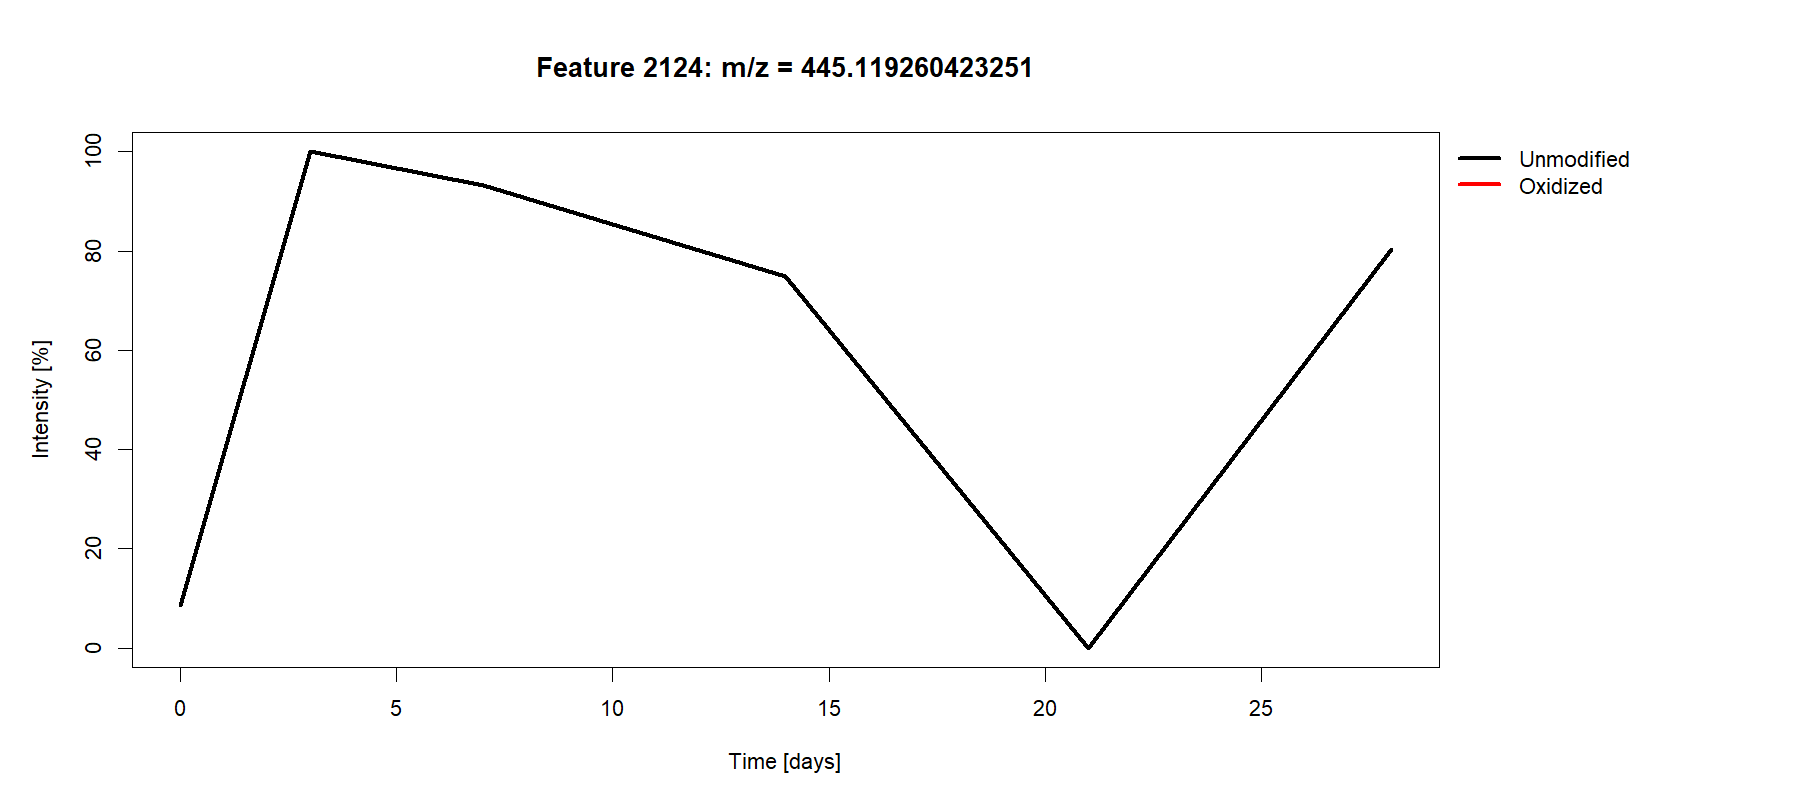 Feature 2124: m/z = 445.119260423251
Unmodified
Oxidized
Intensity [%]
100
80
60
40
20
0
0 5 10 15 20 25
Time [days]